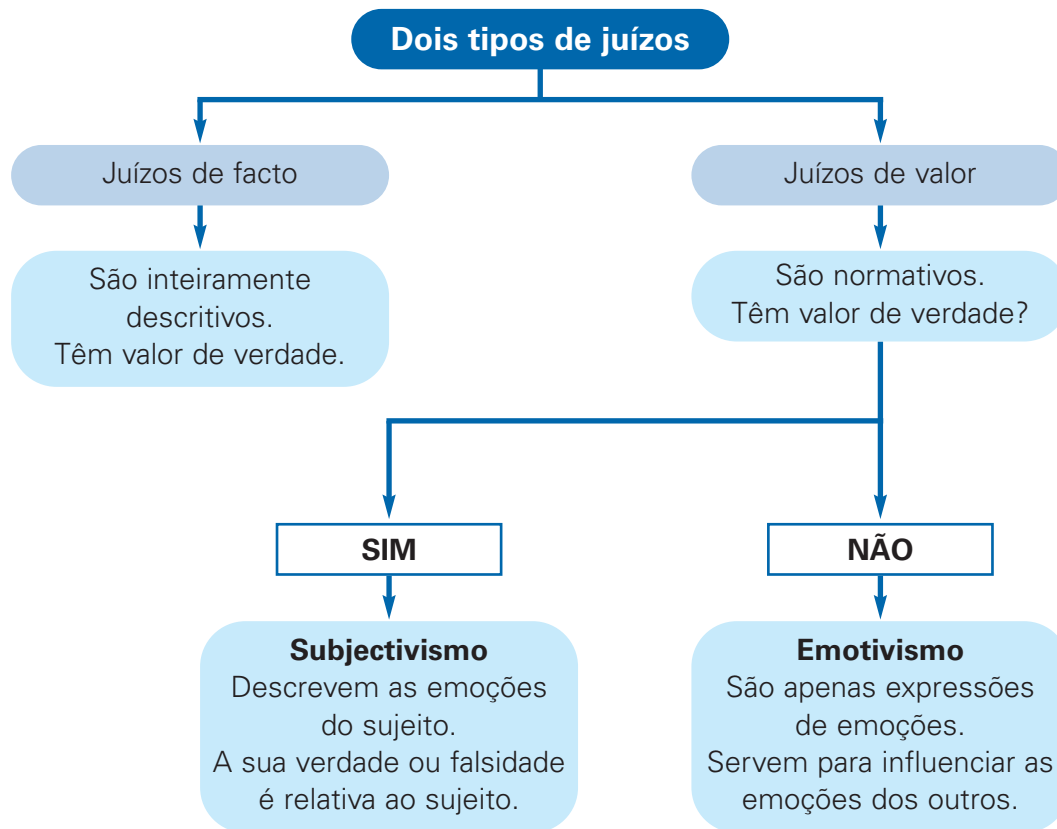 Dois tipos de juízos
Juízos de facto
Juízos de valor
São inteiramente
descritivos.
Têm valor de verdade.
São normativos.
Têm valor de verdade?
SIM
NÃO
Subjectivismo
Descrevem as emoções
do sujeito.
A sua verdade ou falsidade
é relativa ao sujeito.
Emotivismo
São apenas expressões
de emoções.
Servem para influenciar as
emoções dos outros.